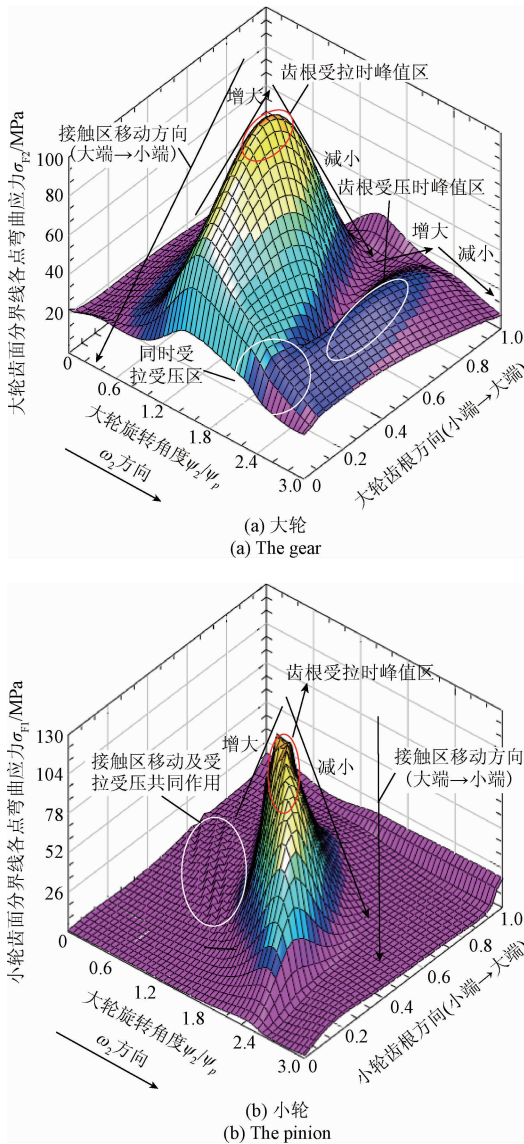 齿根受拉时峰值区
增大
接触区移动方向
(大端→小端)
减小
齿根受压时峰值区
增大
减小
大轮齿面分界线各点弯曲应力σF2/MPa
100
80
60
40
20
0
0.6
1.2
1.8
2.4
3.0
0
0.2
0.4
0.6
0.8
1.0
同时受
拉受压区
大轮旋转角度ψ2/ψp
大轮齿根方向(小端→大端)
ω2方向
(a) 大轮
(a) The gear
齿根受拉时峰值区
增大
减小
接触区移动及受
拉受压共同作用
接触区移动方向
(大端→小端)
小轮齿面分界线各点弯曲应力σF1/MPa
130
104
78
52
26
0
0.6
1.2
1.8
2.4
3.0
0
0.2
0.4
0.6
0.8
1.0
大轮旋转角度ψ2/ψp
小轮齿根方向(小端→大端)
ω2方向
(b) 小轮
(b) The pinion